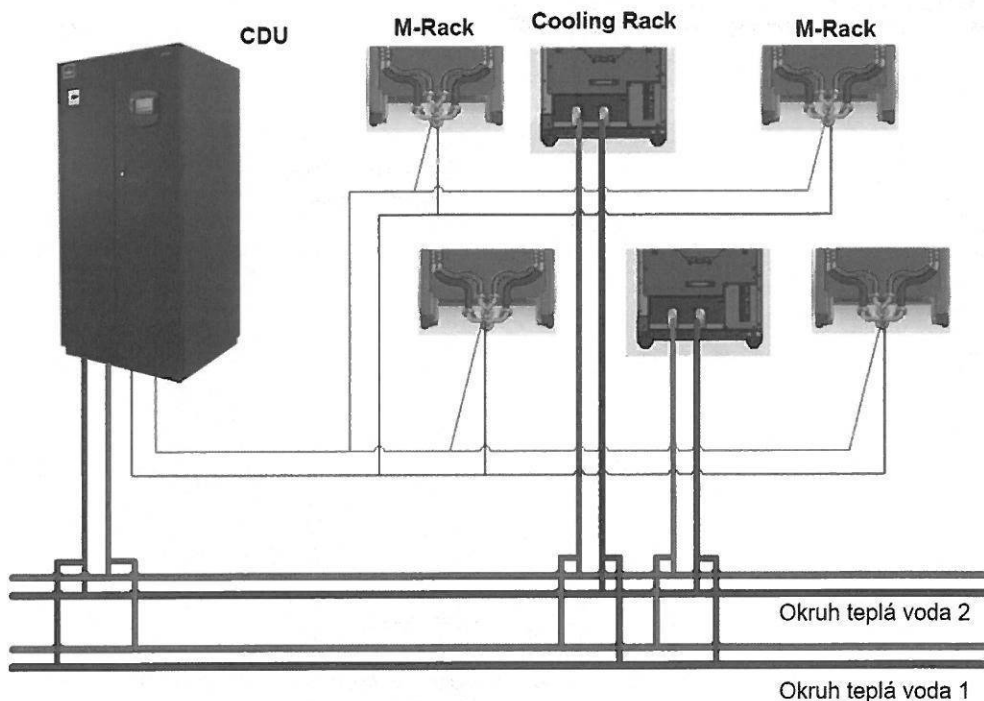 CDU
M-Rack
Cooling Rack
M-Rack
Okruh teplá voda 2
Okruh teplá voda 1